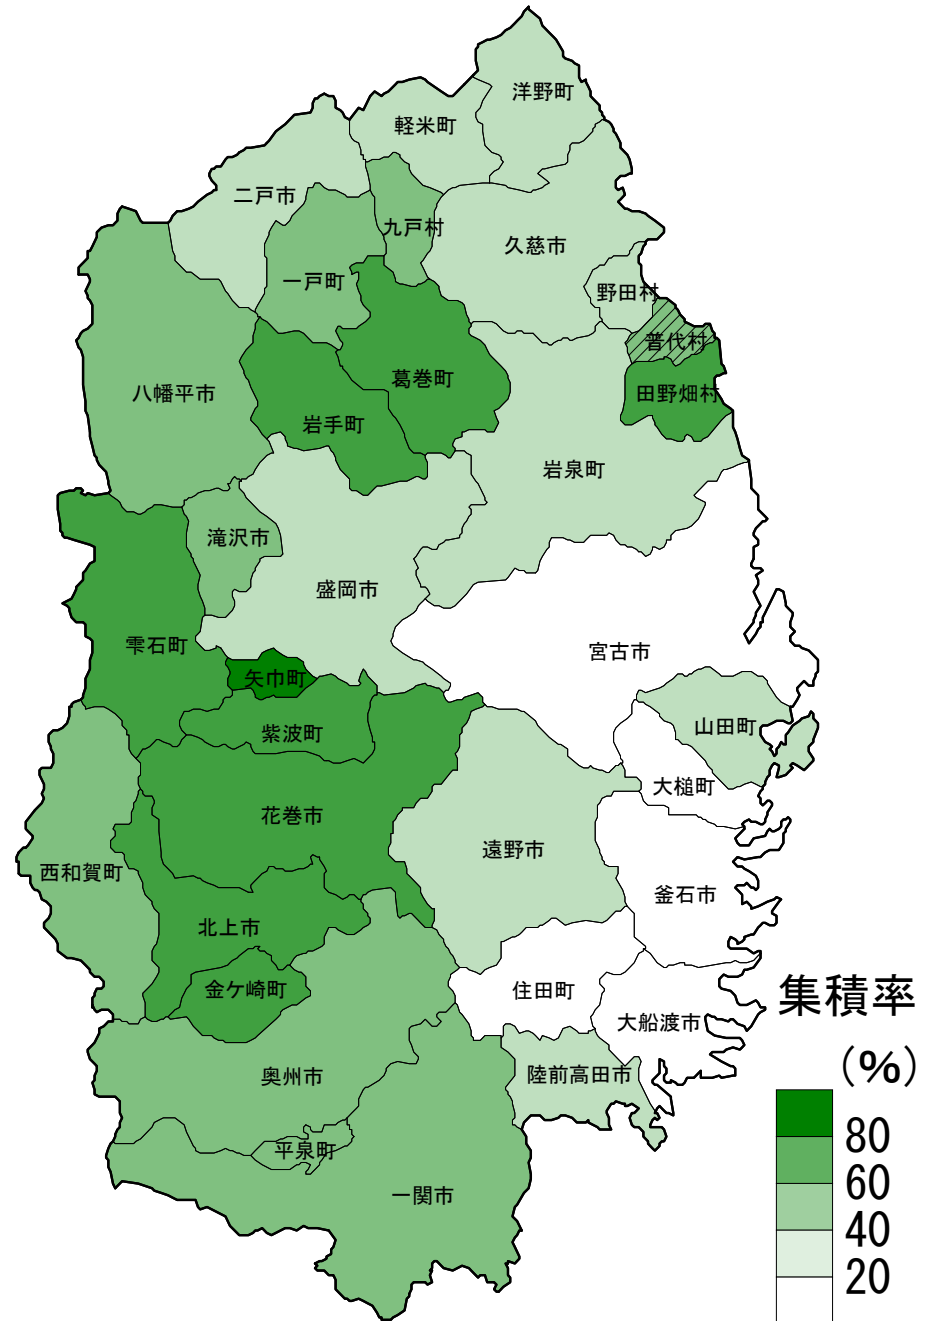 洋野町
軽米町
二戸市
九戸村
久慈市
一戸町
野田村
普代村
葛巻町
八幡平市
田野畑村
岩手町
岩泉町
滝沢市
盛岡市
雫石町
宮古市
矢巾町
紫波町
山田町
大槌町
花巻市
遠野市
西和賀町
釜石市
北上市
金ケ崎町
住田町
大船渡市
奥州市
陸前高田市
平泉町
一関市
集積率
(%)
80
60
40
20